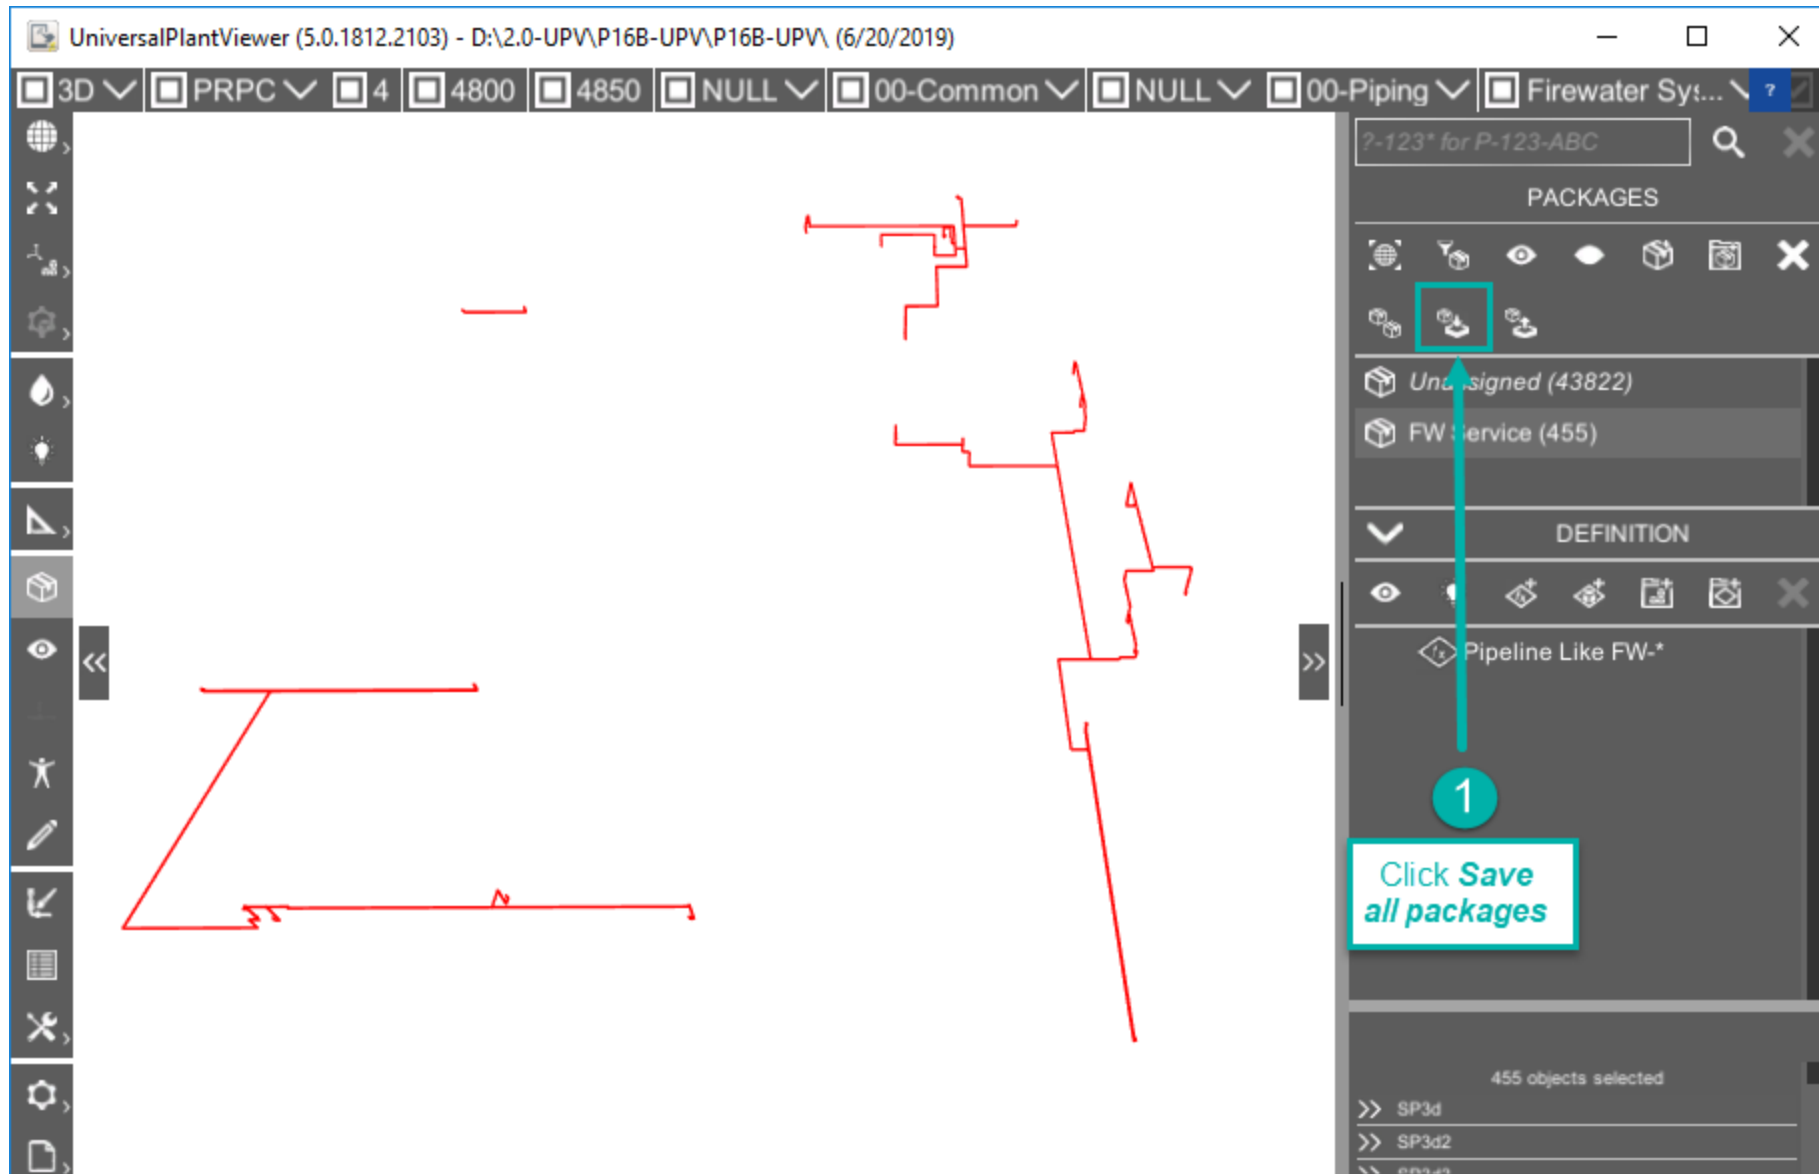 UniversalPlantViewer (5.0.1812.2103) - D:\2.0-UPV\P16B-UPV\P16B-UPV\ (6/20/2019)
3D PRPC 4 4800 4850 NULL 00-Common NULL 00-Piping Firewater Sys... ?
?-123* for P-123-ABC
PACKAGES
Unassigned (43822)
FW Service (455)
DEFINITION
Pipeline Like FW-*
1
Click Save
all packages
455 objects selected
SP3d
SP3d2
SP3d3